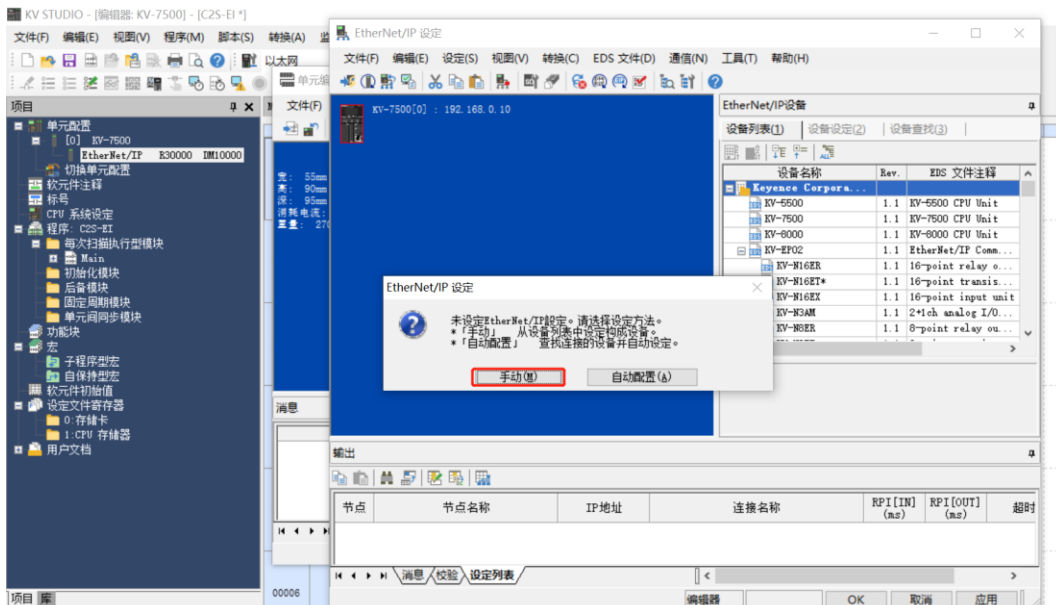 KV STUDIO - [编辑器: KV-7500] - [C2S-EI *]
文件(F) 编辑(E) 视图(V) 程序(M) 脚本(S) 转换(A) 监
以太网
项目
单元配置
[0] KV-7500
EtherNet/IP R30000 DM10000
切换单元配置
软元件注释
标号
CPU 系统设定
程序: C2S-EI
每次扫描执行型模块
Main
初始化模块
后备模块
固定周期模块
单元间同步模块
功能块
宏
子程序型宏
自保持型宏
软元件初始值
设定文件寄存器
0:存储卡
1:CPU 存储器
用户文档
项目 库
单元编
文件(F)
宽: 55mm
高: 90mm
深: 95mm
消耗电流:
重量: 270
消息
00006
EtherNet/IP 设定
文件(F) 编辑(E) 设定(S) 视图(V) 转换(C) EDS 文件(D) 通信(N) 工具(T) 帮助(H)
KV-7500[0] : 192.168.0.10
EtherNet/IP设备
设备列表(1) 设备设定(2) 设备查找(3)
设备名称 Rev. EDS 文件注释
Keyence Corpora...
KV-5500 1.1 KV-5500 CPU Unit
KV-7500 1.1 KV-7500 CPU Unit
KV-8000 1.1 KV-8000 CPU Unit
KV-EP02 1.1 EtherNet/IP Comm...
KV-N16ER 1.1 16-point relay o...
KV-N16ET* 1.1 16-point transis...
KV-N16EX 1.1 16-point input unit
KV-N3AM 1.1 2+1ch analog I/O...
KV-N8ER 1.1 8-point relay ou...
EtherNet/IP 设定
未设定EtherNet/IP设定。请选择设定方法。
*「手动」 从设备列表中设定构成设备。
*「自动配置」 查找连接的设备并自动设定。
手动(M) 自动配置(A)
输出
节点 节点名称 IP地址 连接名称 RPI[IN] (ms) RPI[OUT] (ms) 超时
消息 校验 设定列表
编辑器 OK 取消 应用